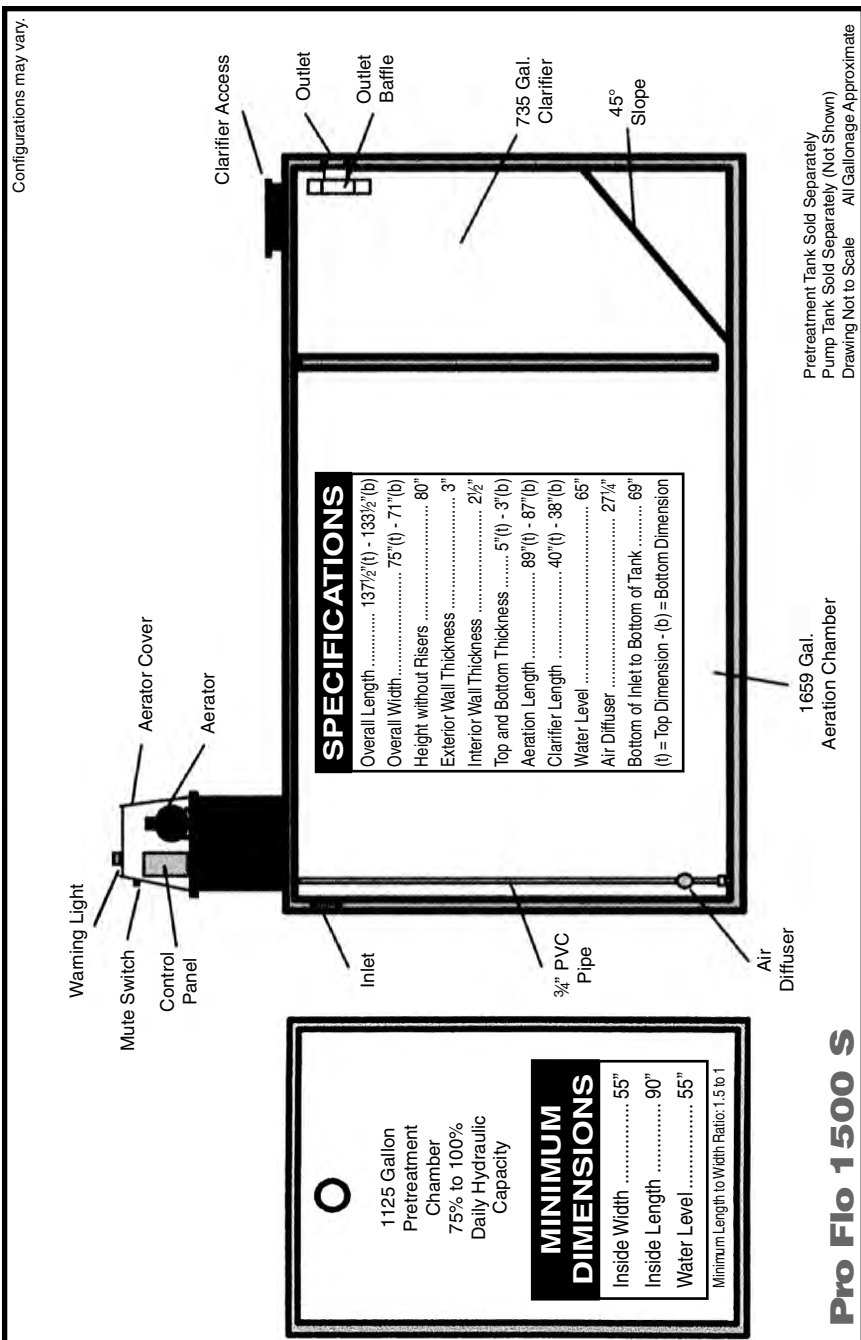 Configurations may vary.
Warning Light
Mute Switch
Control
Panel
Aerator Cover
Aerator
Clarifier Access
Outlet
Outlet
Baffle
735 Gal.
Clarifier
45°
Slope
Inlet
¾" PVC
Pipe
Air
Diffuser
1659 Gal.
Aeration Chamber
SPECIFICATIONS
Overall Length ............ 137½"(t) - 133½"(b)
Overall Width .................. 75"(t) - 71"(b)
Height without Risers ....................... 80"
Exterior Wall Thickness ..................... 3"
Interior Wall Thickness .................... 2½"
Top and Bottom Thickness ...... 5"(t) - 3"(b)
Aeration Length ................ 89"(t) - 87"(b)
Clarifier Length ................ 40"(t) - 38"(b)
Water Level .................................. 65"
Air Diffuser ................................ 27¼"
Bottom of Inlet to Bottom of Tank ......... 69"
(t) = Top Dimension - (b) = Bottom Dimension
1125 Gallon
Pretreatment
Chamber
75% to 100%
Daily Hydraulic
Capacity
MINIMUM
DIMENSIONS
Inside Width ................. 55"
Inside Length ................ 90"
Water Level .................. 55"
Minimum Length to Width Ratio: 1.5 to 1
Pretreatment Tank Sold Separately
Pump Tank Sold Separately (Not Shown)
Drawing Not to Scale All Gallonage Approximate
Pro Flo 1500 S